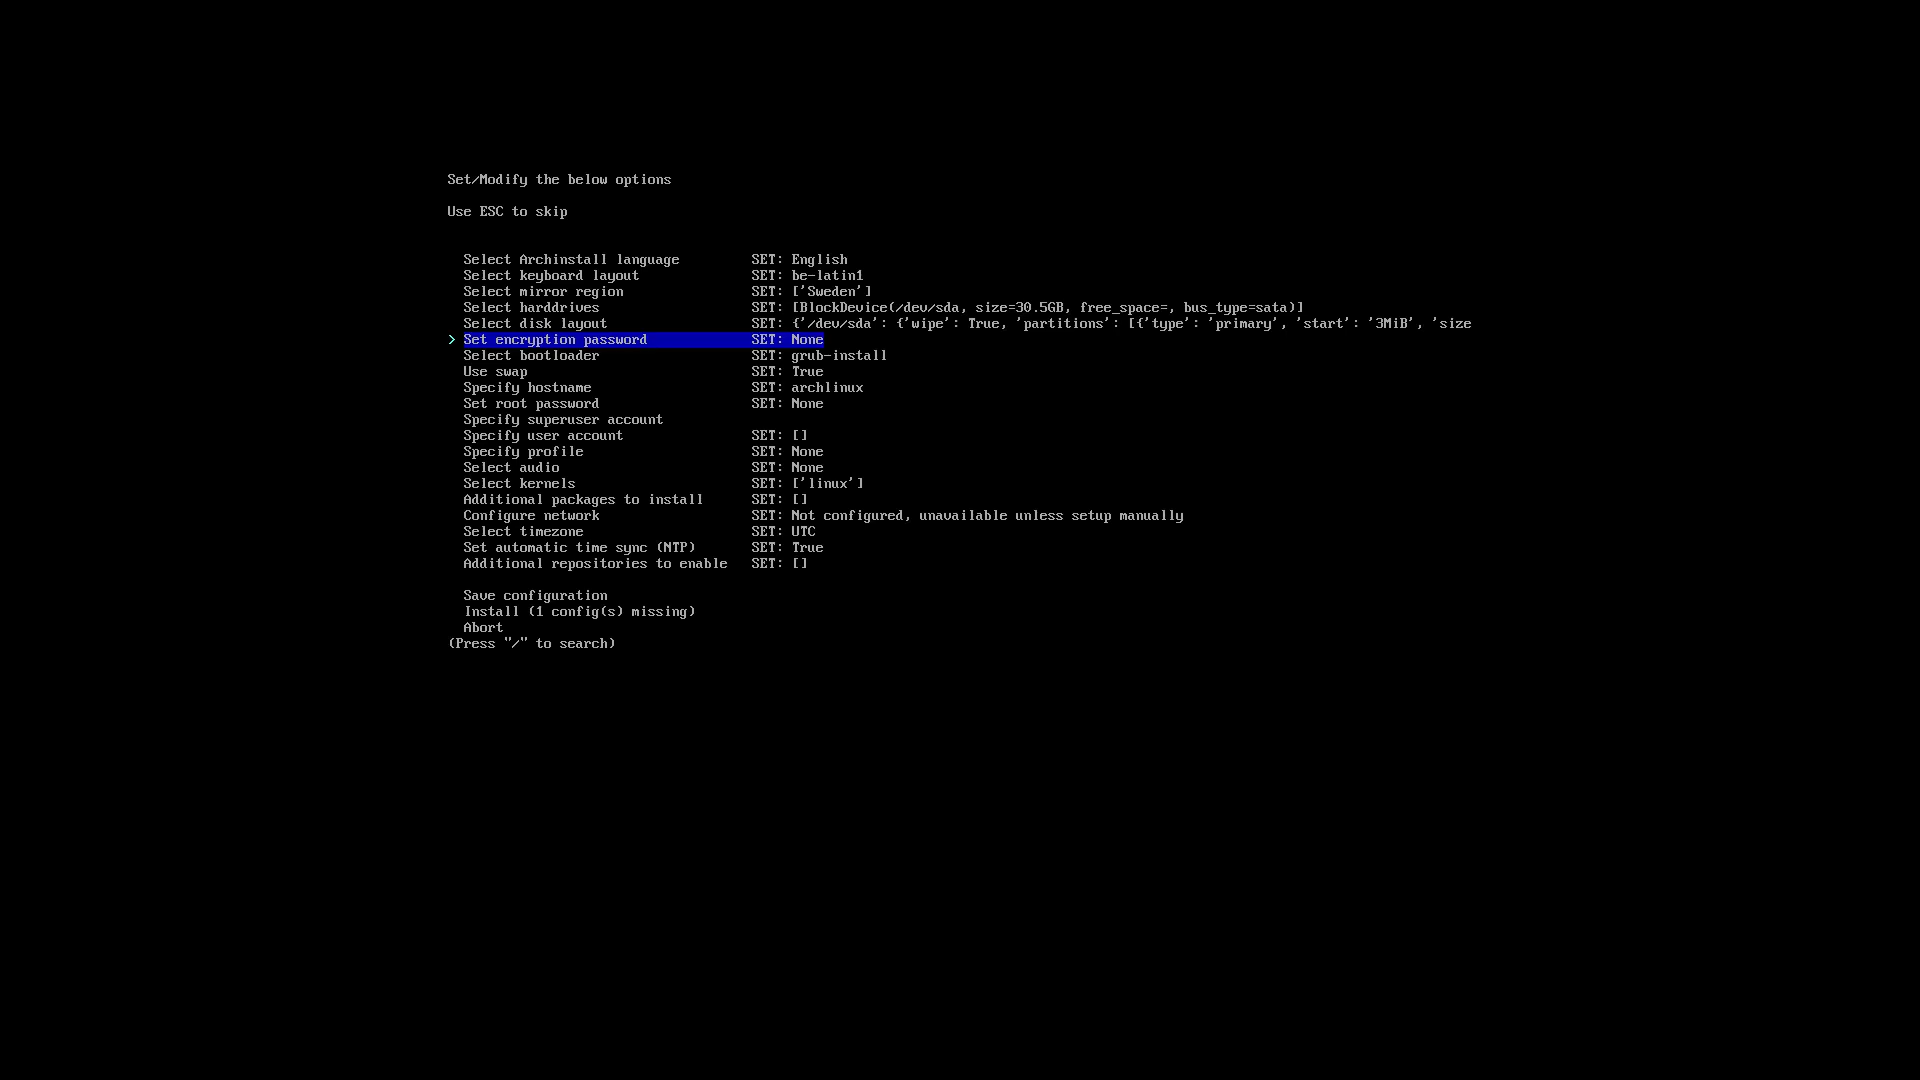 Set/Modify the below options
Use ESC to skip
Select Archinstall language SET: English
Select keyboard layout SET: be-latin1
Select mirror region SET: ['Sweden']
Select harddrives SET: [BlockDevice(/dev/sda, size=30.5GB, free_space=, bus_type=sata)]
Select disk layout SET: {'/dev/sda': {'wipe': True, 'partitions': [{'type': 'primary', 'start': '3MiB', 'size
> Set encryption password SET: None
Select bootloader SET: grub-install
Use swap SET: True
Specify hostname SET: archlinux
Set root password SET: None
Specify superuser account
Specify user account SET: []
Specify profile SET: None
Select audio SET: None
Select kernels SET: ['linux']
Additional packages to install SET: []
Configure network SET: Not configured, unavailable unless setup manually
Select timezone SET: UTC
Set automatic time sync (NTP) SET: True
Additional repositories to enable SET: []
Save configuration
Install (1 config(s) missing)
Abort
(Press "/" to search)